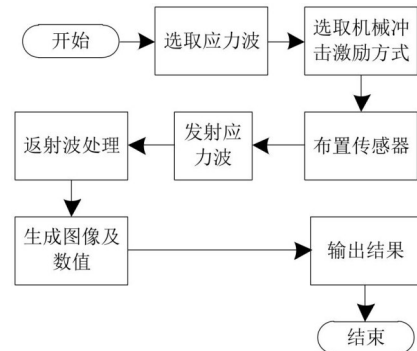 开始
选取应力波
选取机械冲
击激励方式
布置传感器
发射应
力波
返射波处理
生成图像及
数值
输出结果
结束